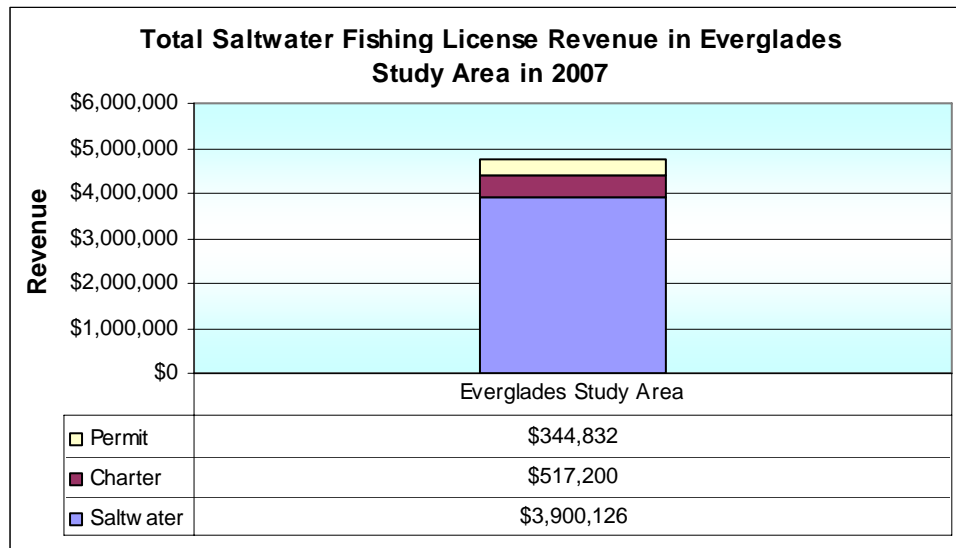 Total Saltwater Fishing License Revenue in Everglades
Study Area in 2007
Revenue
$6,000,000
$5,000,000
$4,000,000
$3,000,000
$2,000,000
$1,000,000
$0
Everglades Study Area
Permit $344,832
Charter $517,200
Saltw ater $3,900,126